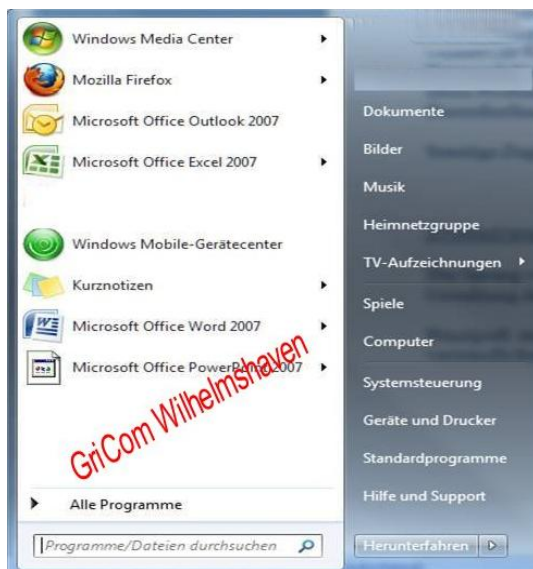 Windows Media Center
Mozilla Firefox
Microsoft Office Outlook 2007
Microsoft Office Excel 2007
Windows Mobile-Gerätecenter
Kurznotizen
Microsoft Office Word 2007
Microsoft Office PowerPoint 2007
GriCom Wilhelmshaven
Alle Programme
Programme/Dateien durchsuchen
Dokumente
Bilder
Musik
Heimnetzgruppe
TV-Aufzeichnungen
Spiele
Computer
Systemsteuerung
Geräte und Drucker
Standardprogramme
Hilfe und Support
Herunterfahren